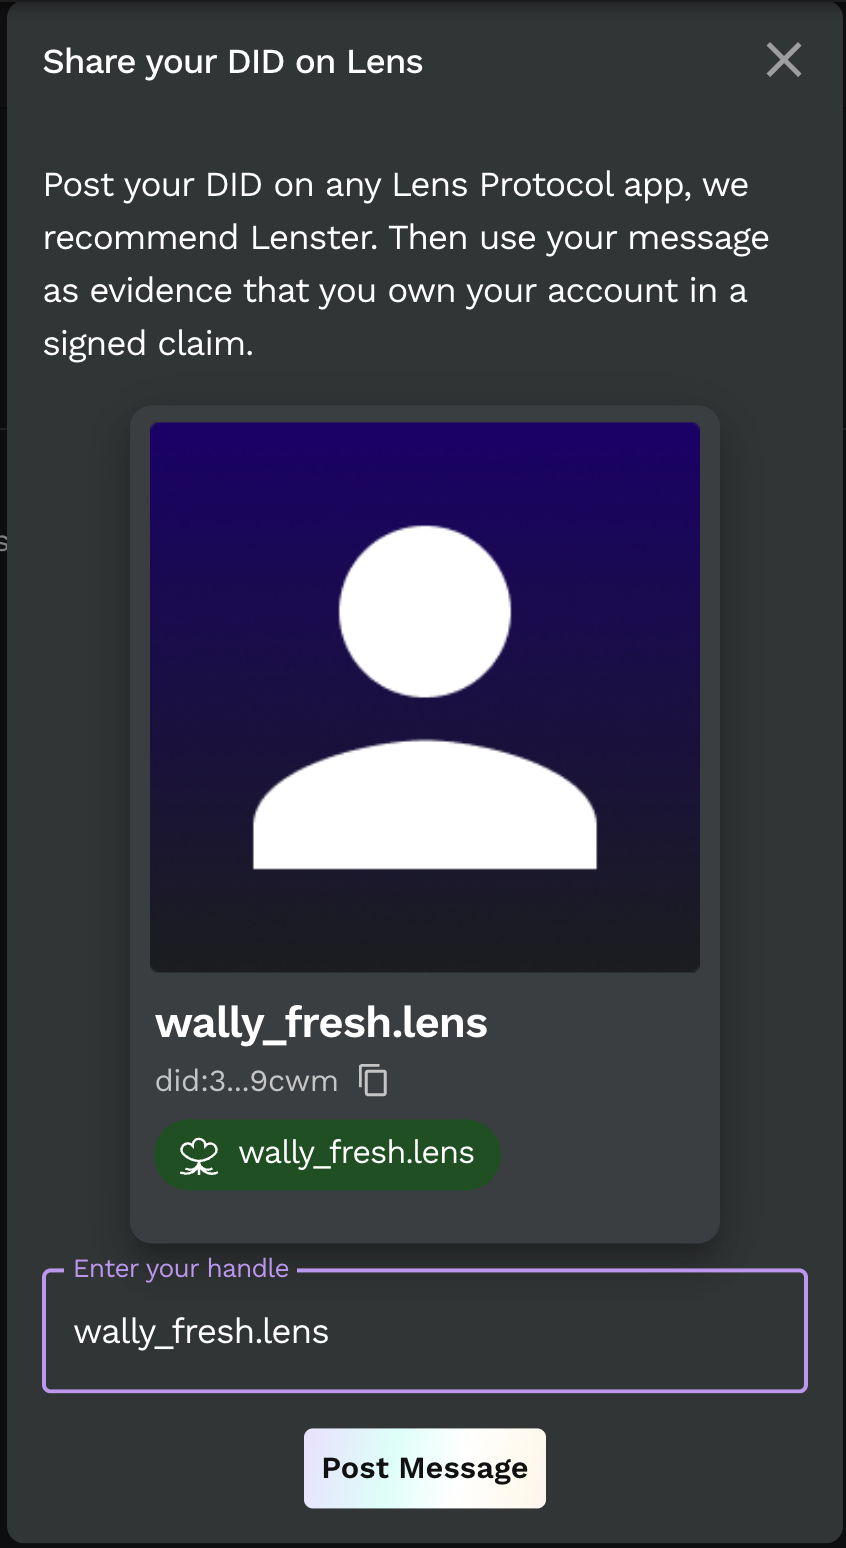 Share your DID on Lens
Post your DID on any Lens Protocol app, we
recommend Lenster. Then use your message
as evidence that you own your account in a
signed claim.
s
wally_fresh.lens
did:3...9cwm
wally_fresh.lens
Enter your handle
wally_fresh.lens
Post Message